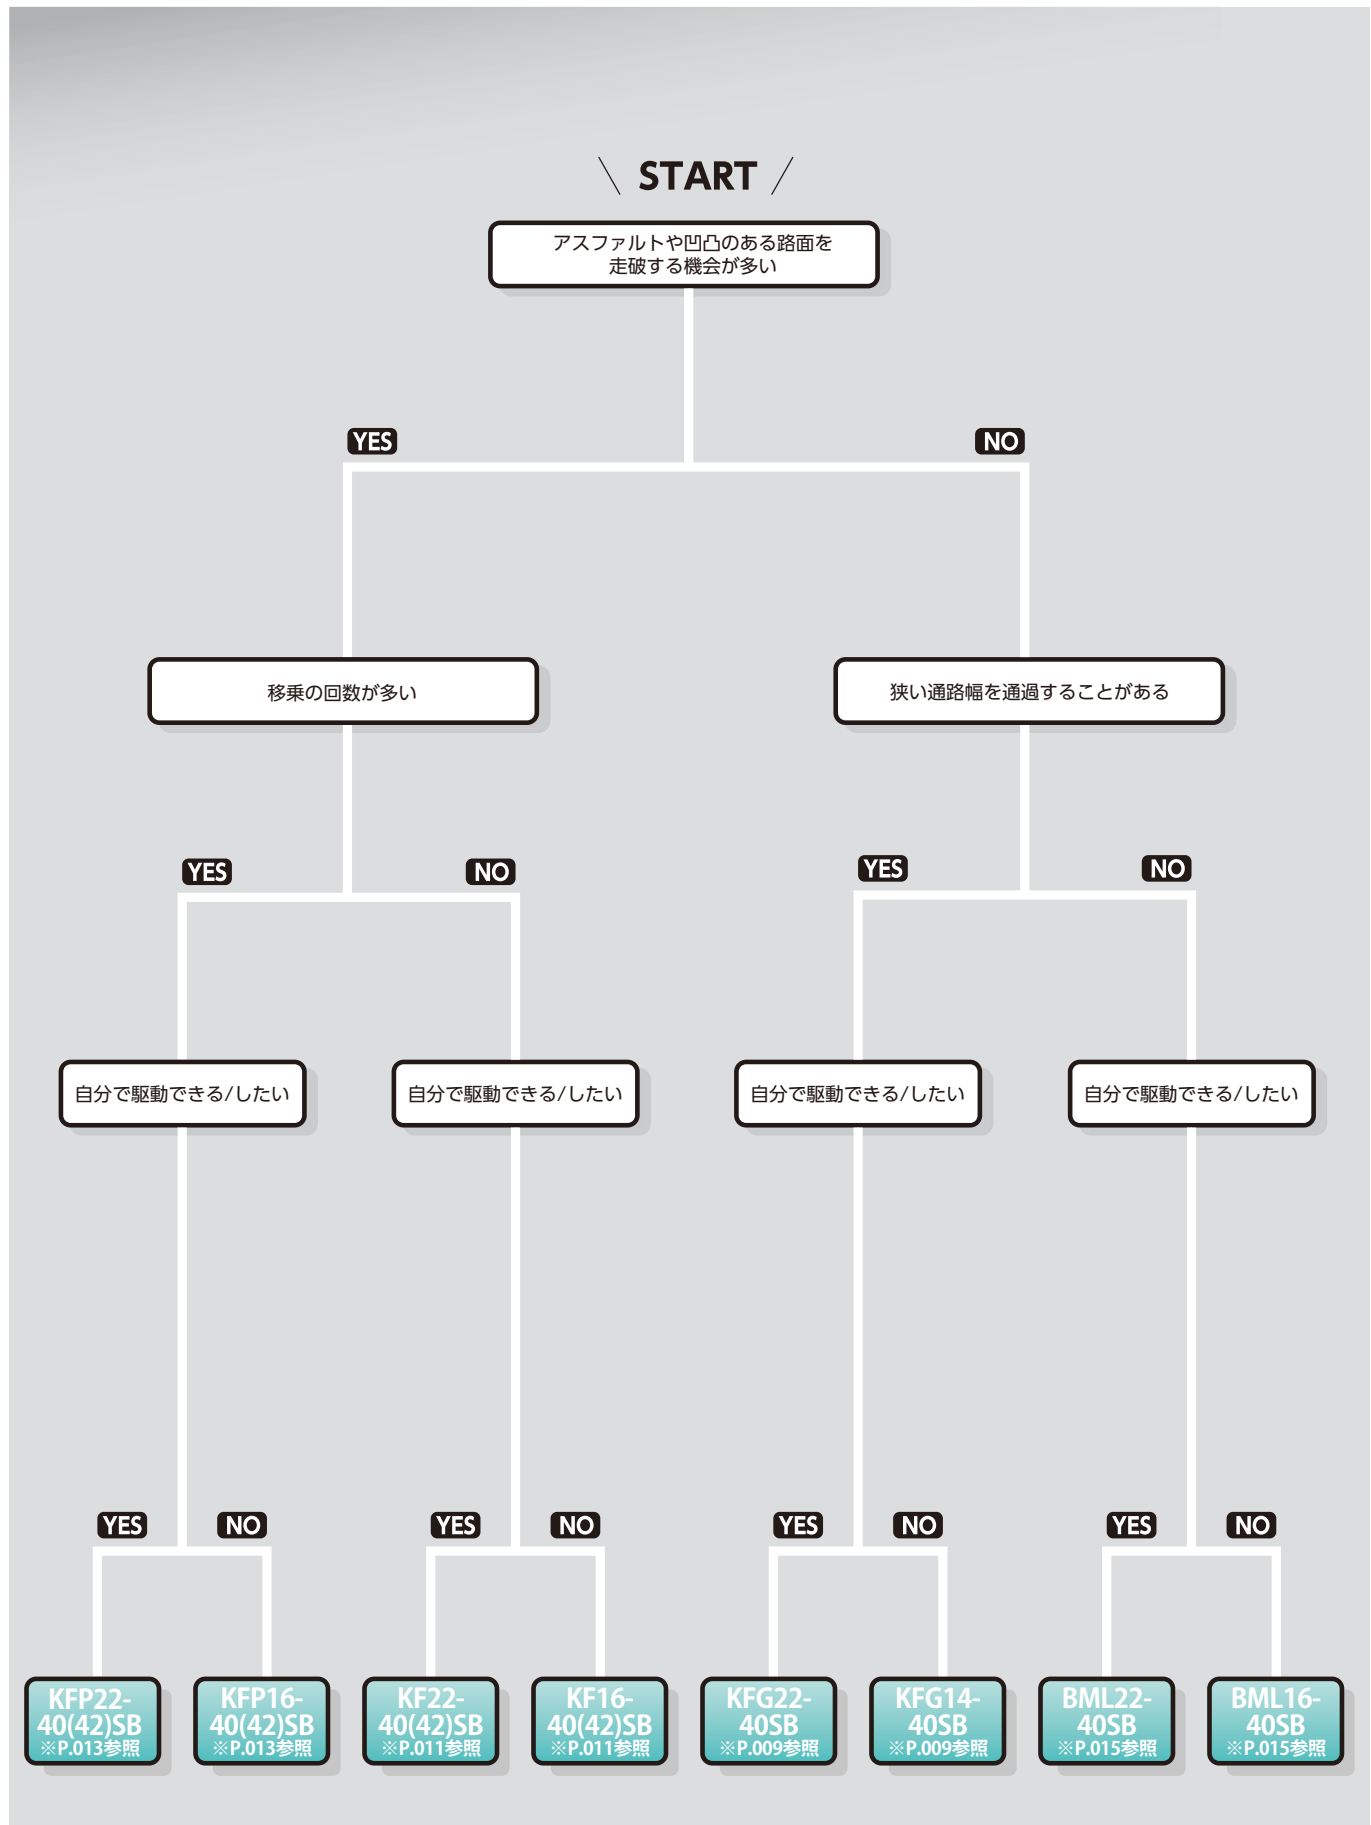 START
アスファルトや凹凸のある路面を
走破する機会が多い
YES
NO
移乗の回数が多い
狭い通路幅を通過することがある
YES
NO
YES
NO
自分で駆動できる/したい
自分で駆動できる/したい
自分で駆動できる/したい
自分で駆動できる/したい
YES
NO
YES
NO
YES
NO
YES
NO
KFP22-
40(42)SB
※P.013参照
KFP16-
40(42)SB
※P.013参照
KF22-
40(42)SB
※P.011参照
KF16-
40(42)SB
※P.011参照
KFG22-
40SB
※P.009参照
KFG14-
40SB
※P.009参照
BML22-
40SB
※P.015参照
BML16-
40SB
※P.015参照